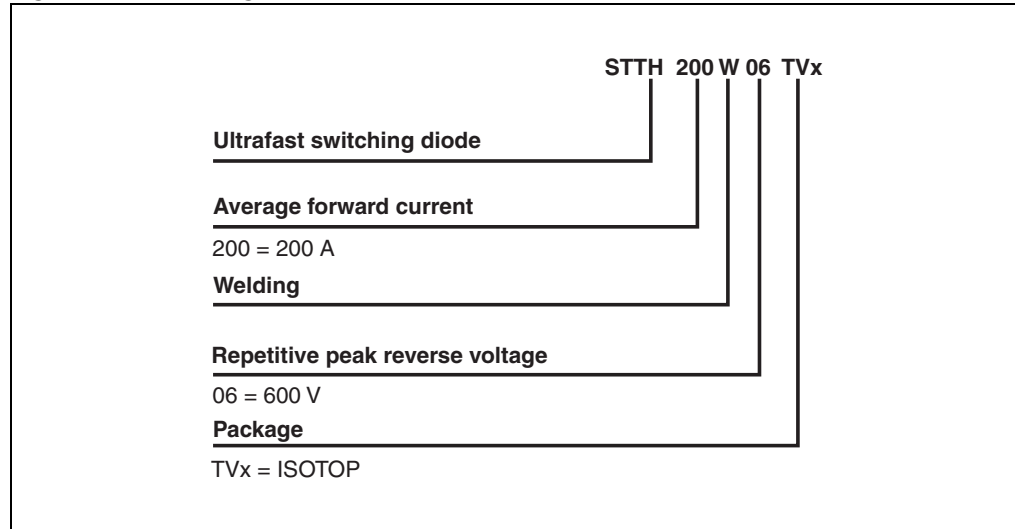 STTH 200 W 06 TVx
Ultrafast switching diode
Average forward current
200 = 200 A
Welding
Repetitive peak reverse voltage
06 = 600 V
Package
TVx = ISOTOP